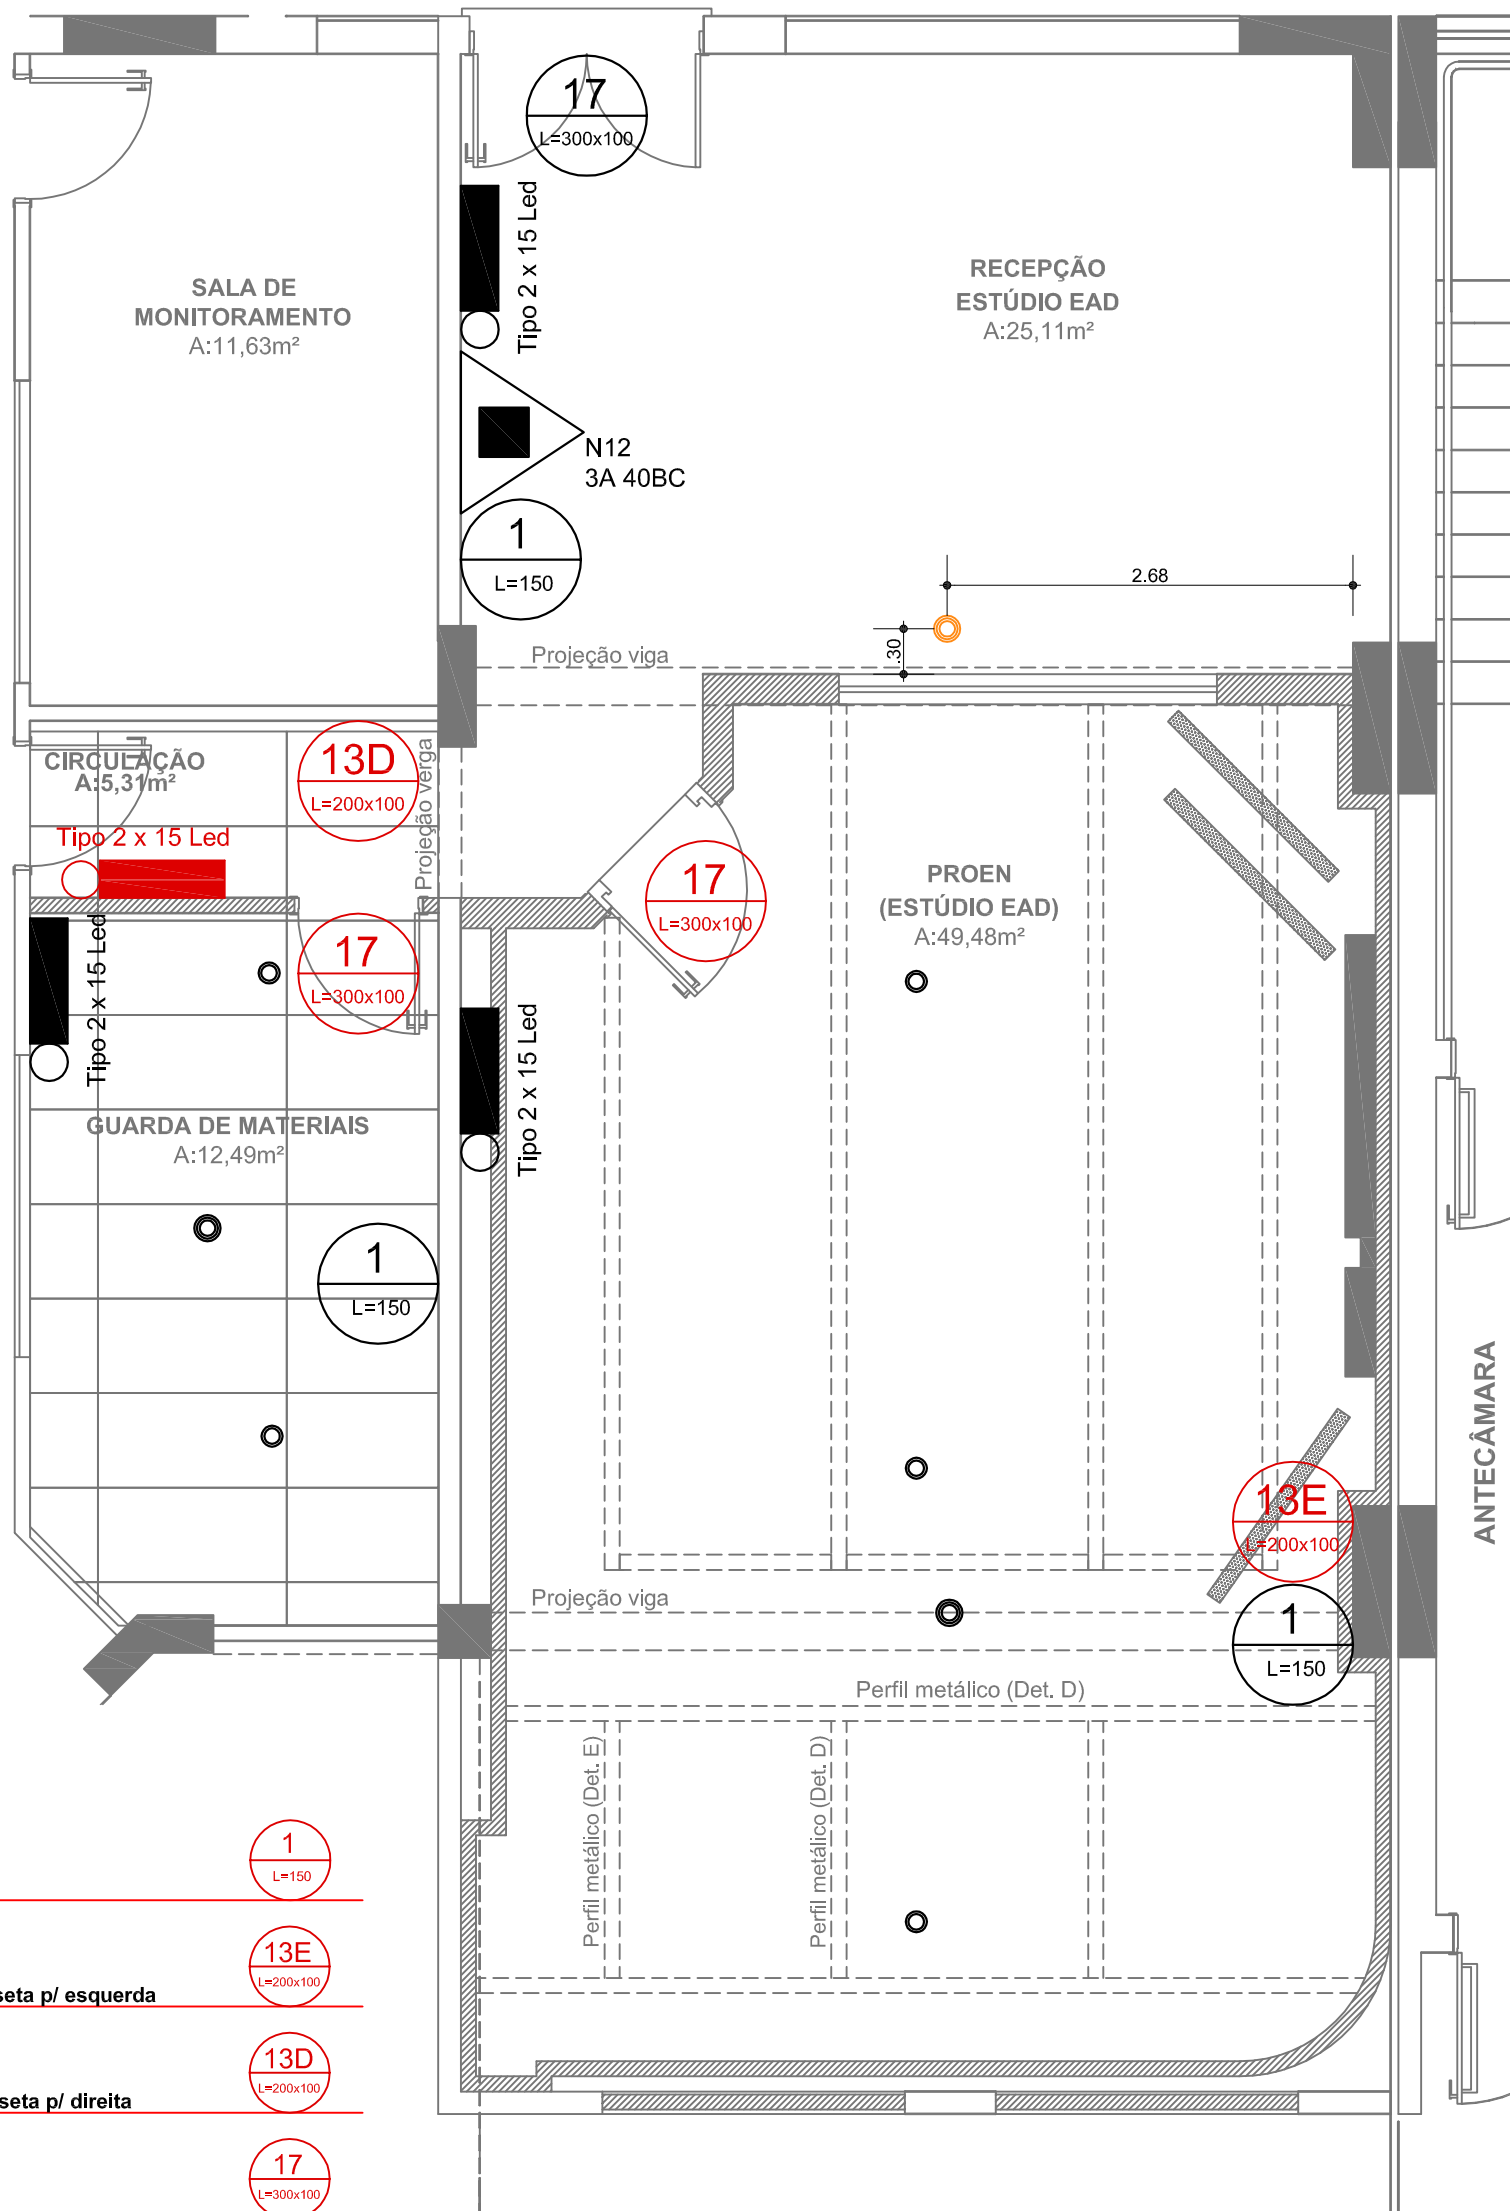 17
L=300x100
Tipo 2 x 15 Led
SALA DE
MONITORAMENTO
A:11,63m²
RECEPÇÃO
ESTÚDIO EAD
A:25,11m²
N12
3A 40BC
1
L=150
2.68
.30
Projeção viga
CIRCULAÇÃO
A:5,31m²
13D
L=200x100
Projeção verga
Tipo 2 x 15 Led
17
L=300x100
PROEN
(ESTÚDIO EAD)
A:49,48m²
17
L=300x100
Tipo 2 x 15 Led
Tipo 2 x 15 Led
GUARDA DE MATERIAIS
A:12,49m²
1
L=150
ANTECÂMARA
13E
L=200x100
Projeção viga
1
L=150
Perfil metálico (Det. D)
Perfil metálico (Det. E)
Perfil metálico (Det. D)
1
L=150
13E
L=200x100
seta p/ esquerda
13D
L=200x100
seta p/ direita
17
L=300x100